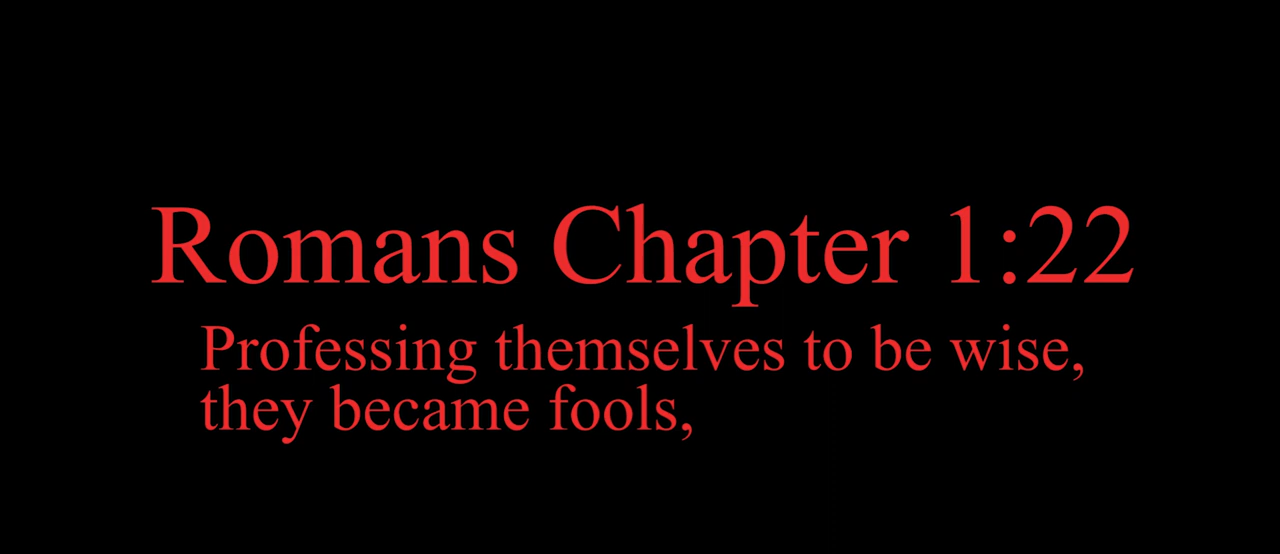 Romans Chapter 1:22
Professing themselves to be wise,
they became fools,